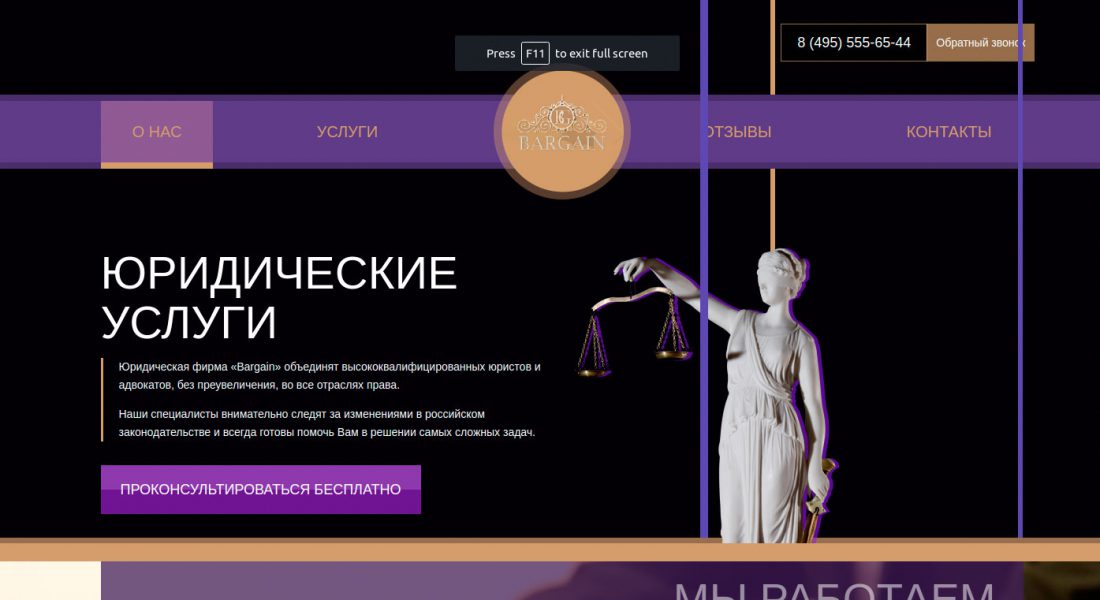 8 (495) 555-65-44
Обратный звонок
Press F11 to exit full screen
О НАС
УСЛУГИ
BARGAIN
ОТЗЫВЫ
КОНТАКТЫ
ЮРИДИЧЕСКИЕ
УСЛУГИ
Юридическая фирма «Bargain» объединят высококвалифицированных юристов и
адвокатов, без преувеличения, во все отраслях права.
Наши специалисты внимательно следят за изменениями в российском
законодательстве и всегда готовы помочь Вам в решении самых сложных задач.
ПРОКОНСУЛЬТИРОВАТЬСЯ БЕСПЛАТНО
МЫ РАБОТАЕМ